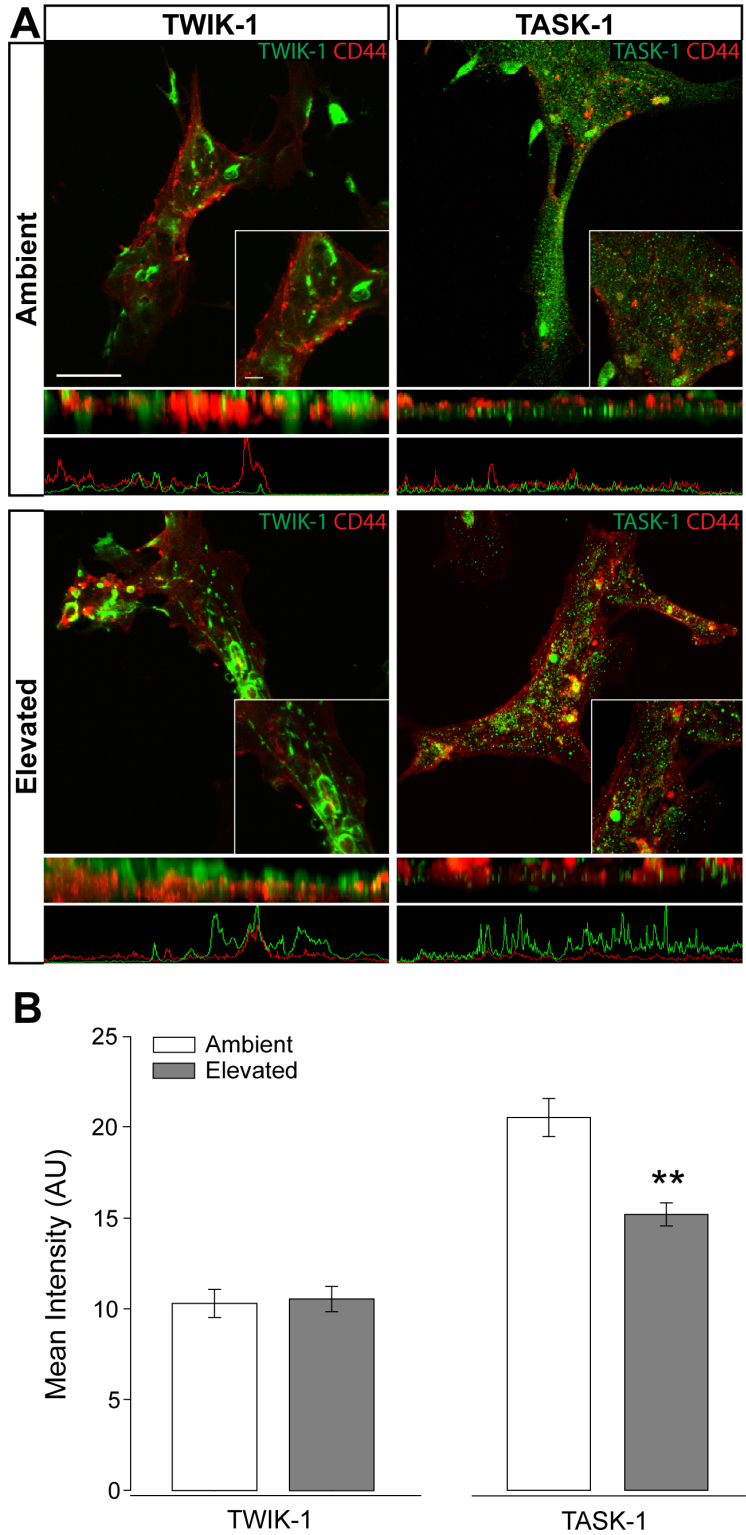 A
TWIK-1
TASK-1
Ambient
TWIK-1 CD44
TASK-1 CD44
Elevated
TWIK-1 CD44
TASK-1 CD44
B
Ambient
Elevated
Mean Intensity (AU)
25
20
15
10
5
0
**
TWIK-1
TASK-1